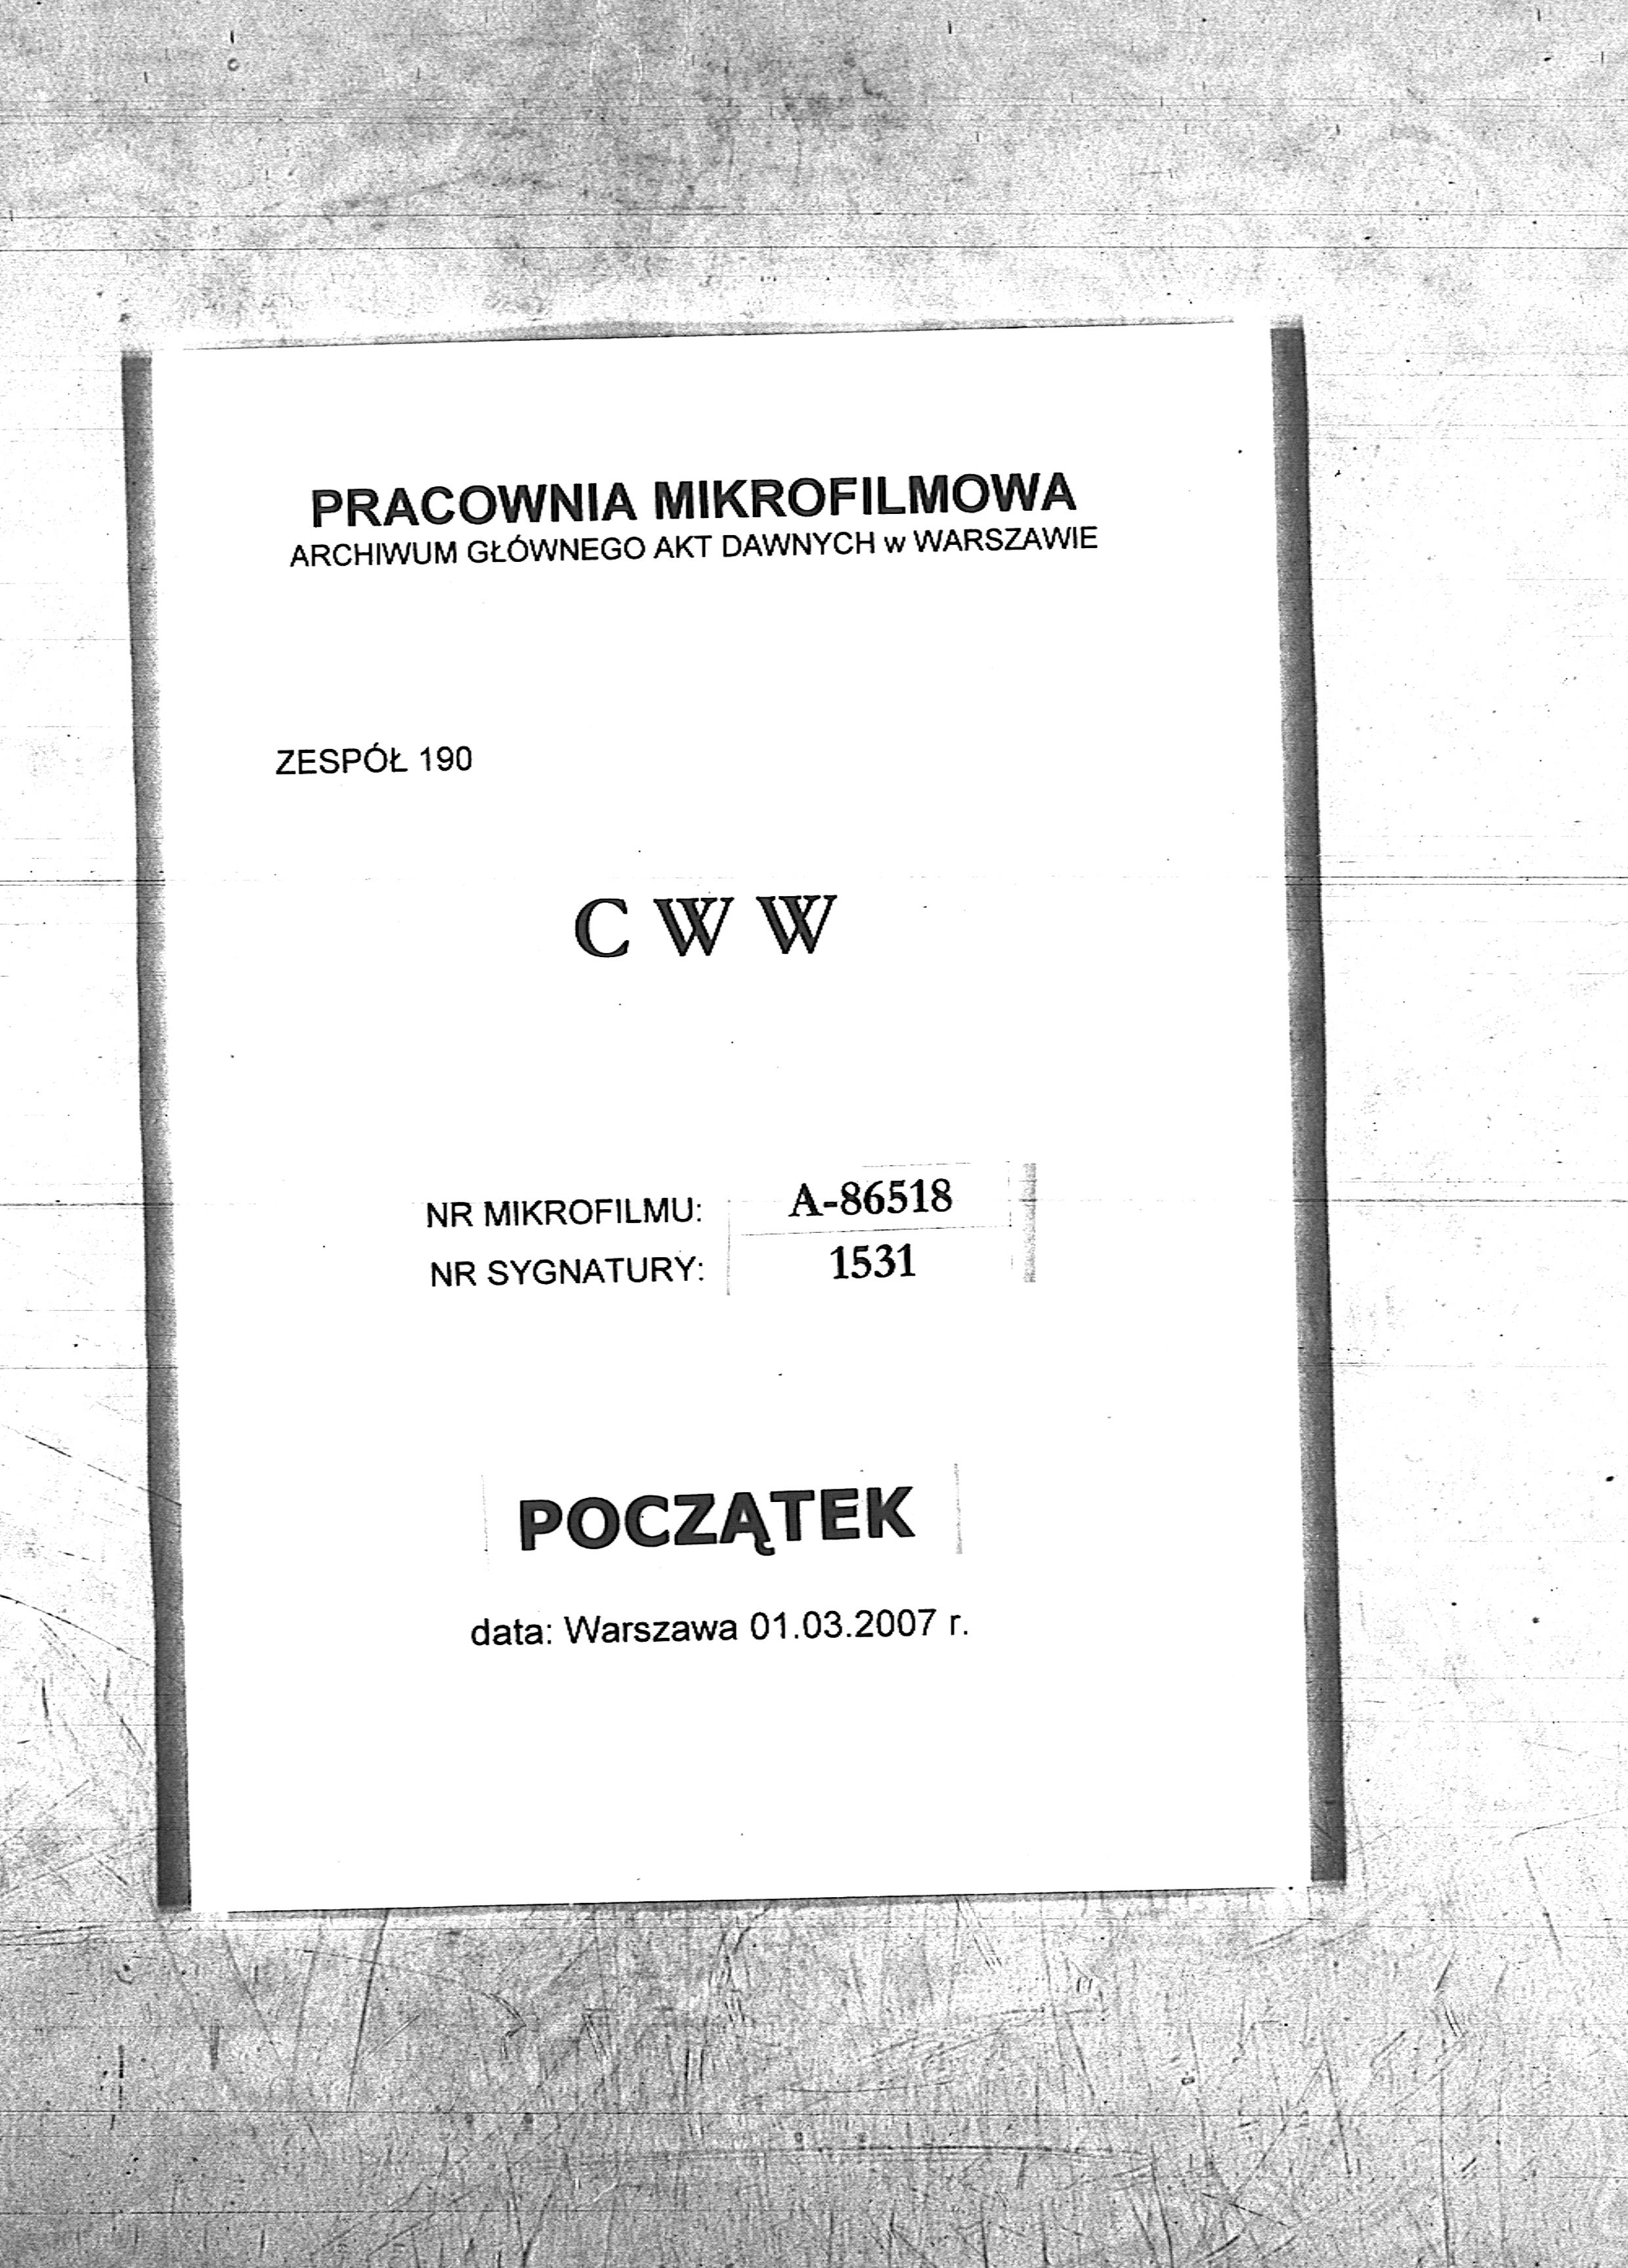 PRACOWNIA MIKROFILMOWA
ARCHIWUM GŁÓWNEGO AKT DAWNYCH w WARSZAWIE
ZESPÓŁ 190
C W W
NR MIKROFILMU: A-86518
NR SYGNATURY: 1531
POCZĄTEK
data: Warszawa 01.03.2007 r.